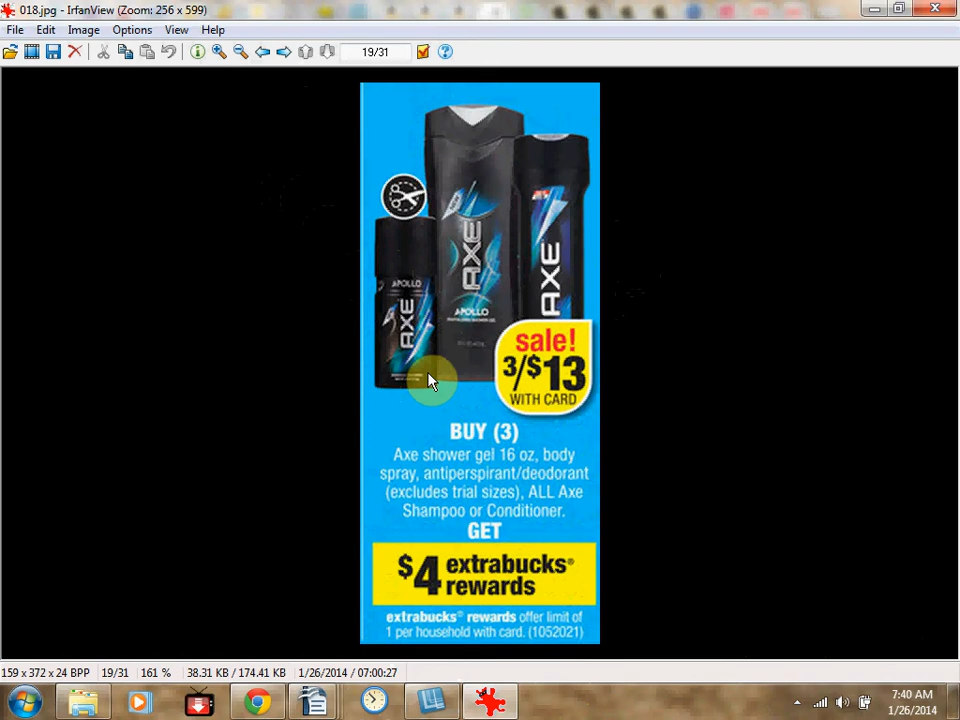 018.jpg - IrfanView (Zoom: 256 x 599)
File Edit Image Options View Help
19/31
APOLLO
AXE
AXE
APOLLO
AXE
sale!
3/$13
WITH CARD
BUY (3)
Axe shower gel 16 oz, body
spray, antiperspirant/deodorant
(excludes trial sizes), ALL Axe
Shampoo or Conditioner.
GET
$4 extrabucks®
rewards
extrabucks® rewards offer limit of
1 per household with card. (1052021)
159 x 372 x 24 BPP 19/31 161 % 38.31 KB / 174.41 KB 1/26/2014 / 07:00:27
7:40 AM
1/26/2014